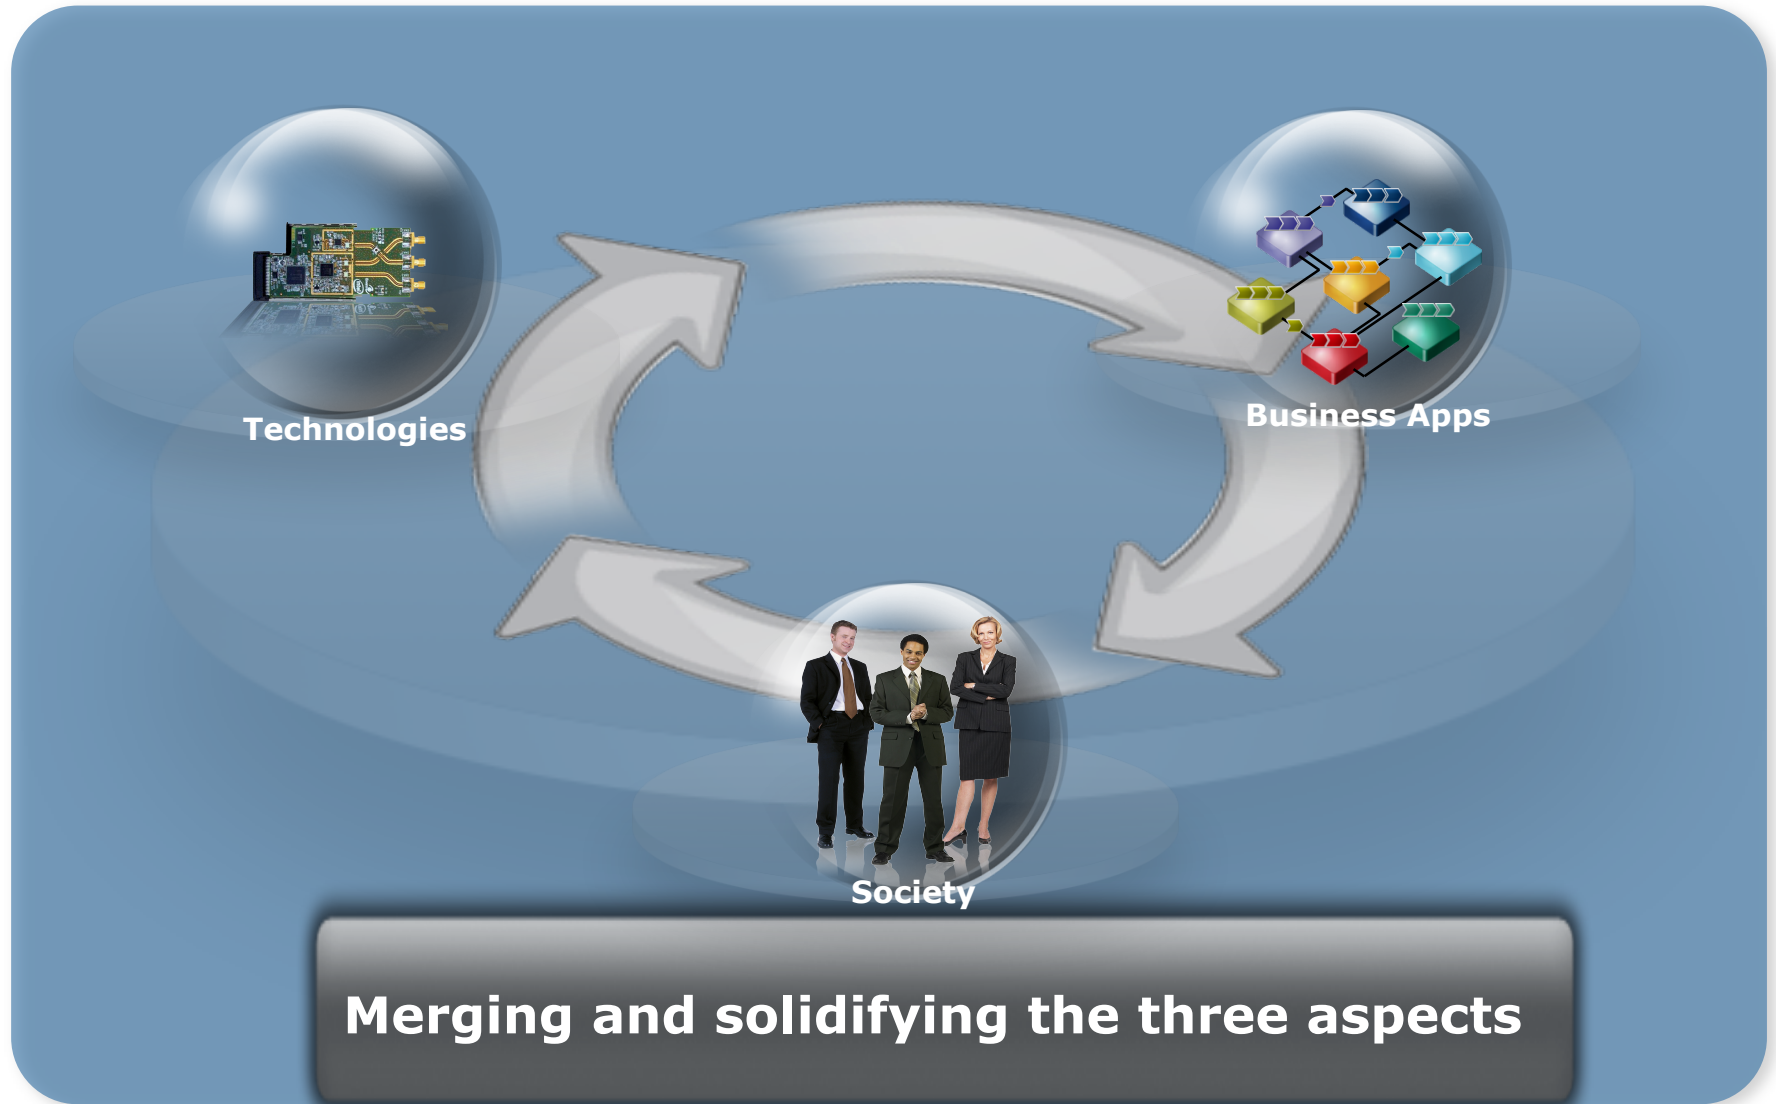 Technologies
Business Apps
Society
Merging and solidifying the three aspects